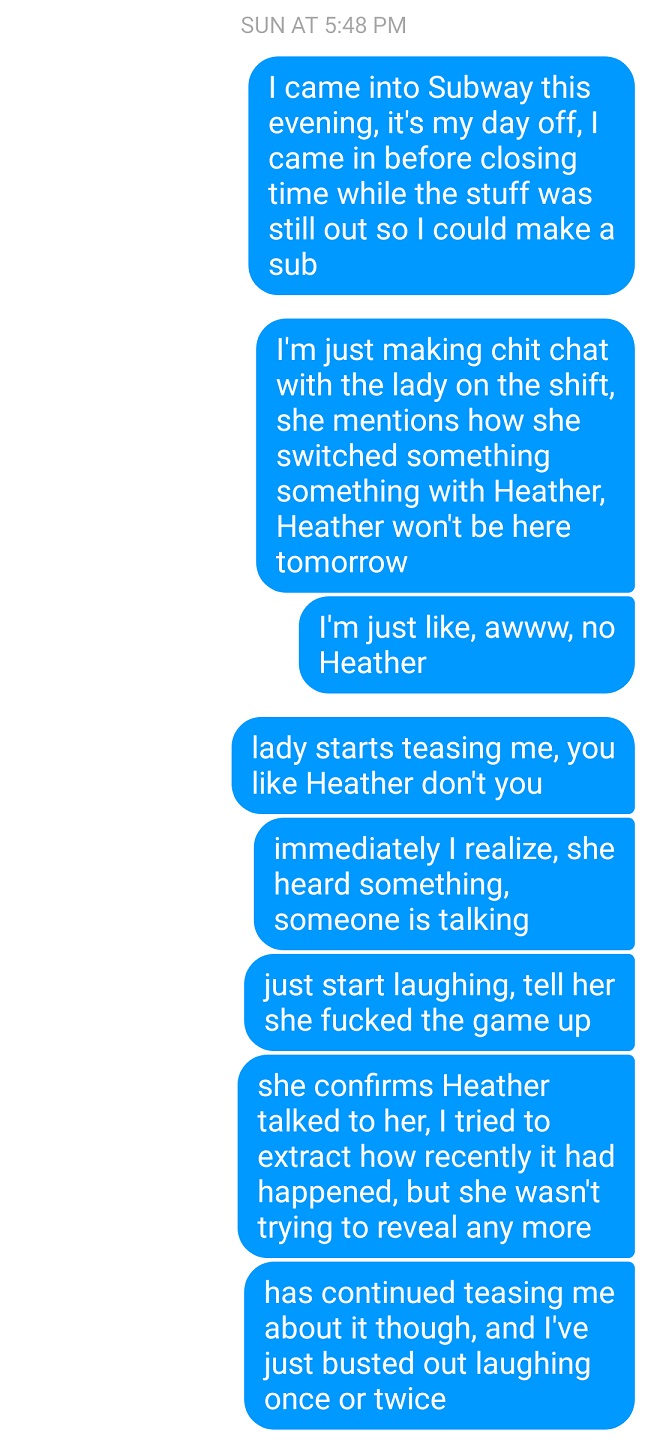 SUN AT 5:48 PM
I came into Subway this
evening, it's my day off, I
came in before closing
time while the stuff was
still out so I could make a
sub
I'm just making chit chat
with the lady on the shift,
she mentions how she
switched something
something with Heather,
Heather won't be here
tomorrow
I'm just like, awww, no
Heather
lady starts teasing me, you
like Heather don't you
immediately I realize, she
heard something,
someone is talking
just start laughing, tell her
she fucked the game up
she confirms Heather
talked to her, I tried to
extract how recently it had
happened, but she wasn't
trying to reveal any more
has continued teasing me
about it though, and I've
just busted out laughing
once or twice